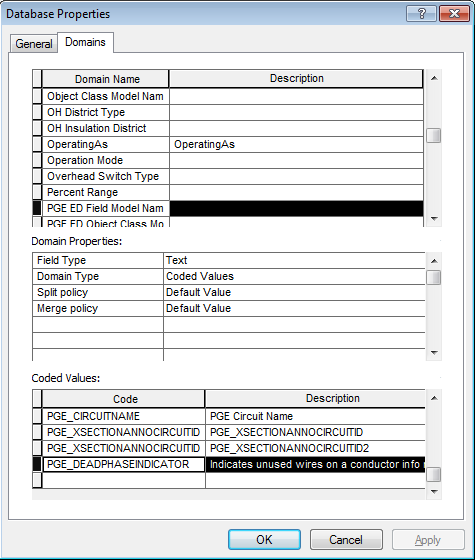 Database Properties
General Domains
Domain Name Description
Object Class Model Nam
OH District Type
OH Insulation District
OperatingAs OperatingAs
Operation Mode
Overhead Switch Type
Percent Range
PGE ED Field Model Nam
PGE ED Object Class Mo
Domain Properties:
Field Type Text
Domain Type Coded Values
Split policy Default Value
Merge policy Default Value
Coded Values:
Code Description
PGE_CIRCUITNAME PGE Circuit Name
PGE_XSECTIONANNOCIRCUITID PGE_XSECTIONANNOCIRCUITID
PGE_XSECTIONANNOCIRCUITID PGE_XSECTIONANNOCIRCUITID2
PGE_DEADPHASEINDICATOR Indicates unused wires on a conductor info
OK Cancel Apply